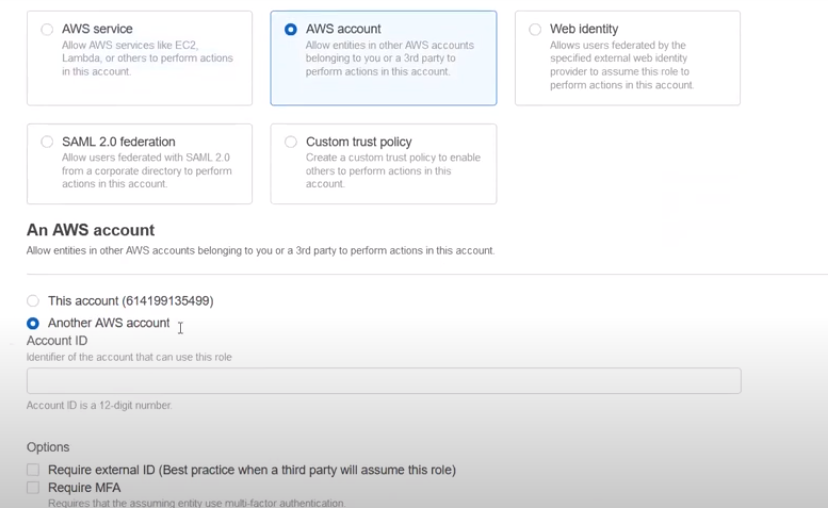 AWS service
Allow AWS services like EC2,
Lambda, or others to perform actions
in this account.
AWS account
Allow entities in other AWS accounts
belonging to you or a 3rd party to
perform actions in this account.
Web identity
Allows users federated by the
specified external web identity
provider to assume this role to
perform actions in this account.
SAML 2.0 federation
Allow users federated with SAML 2.0
from a corporate directory to perform
actions in this account.
Custom trust policy
Create a custom trust policy to enable
others to perform actions in this
account.
An AWS account
Allow entities in other AWS accounts belonging to you or a 3rd party to perform actions in this account.
This account (614199135499)
Another AWS account
Account ID
Identifier of the account that can use this role
Account ID is a 12-digit number.
Options
Require external ID (Best practice when a third party will assume this role)
Require MFA
Requires that the assuming entity use multi-factor authentication.